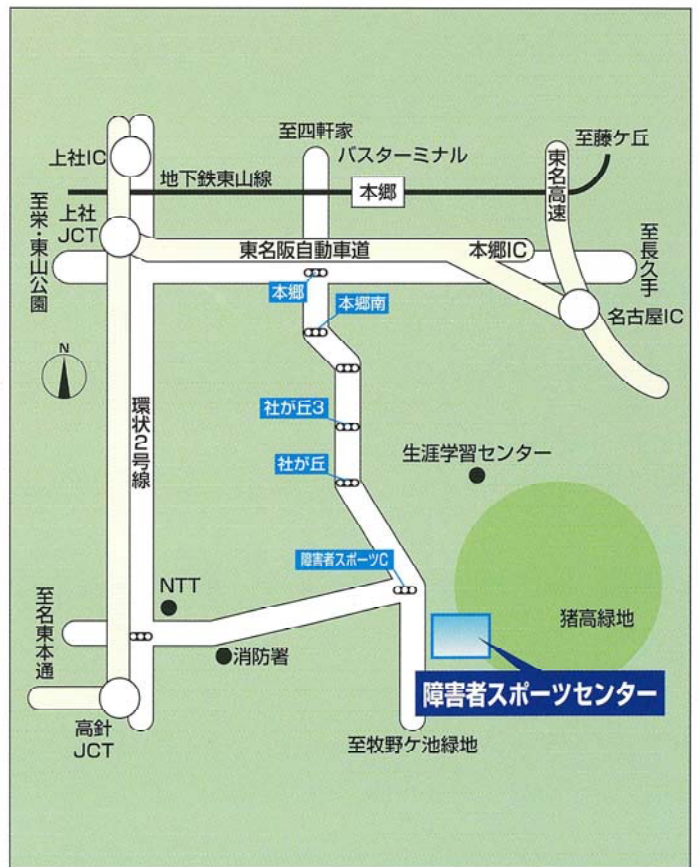 至四軒家
バスターミナル
至藤ケ丘
上社IC
地下鉄東山線
本郷
東名高速
至栄・東山公園
上社
JCT
東名阪自動車道
本郷IC
至長久手
本郷
本郷南
名古屋IC
N
環状2号線
社が丘3
社が丘
生涯学習センター
障害者スポーツC
NTT
至名東本通
消防署
猪高緑地
障害者スポーツセンター
高針
JCT
至牧野ケ池緑地